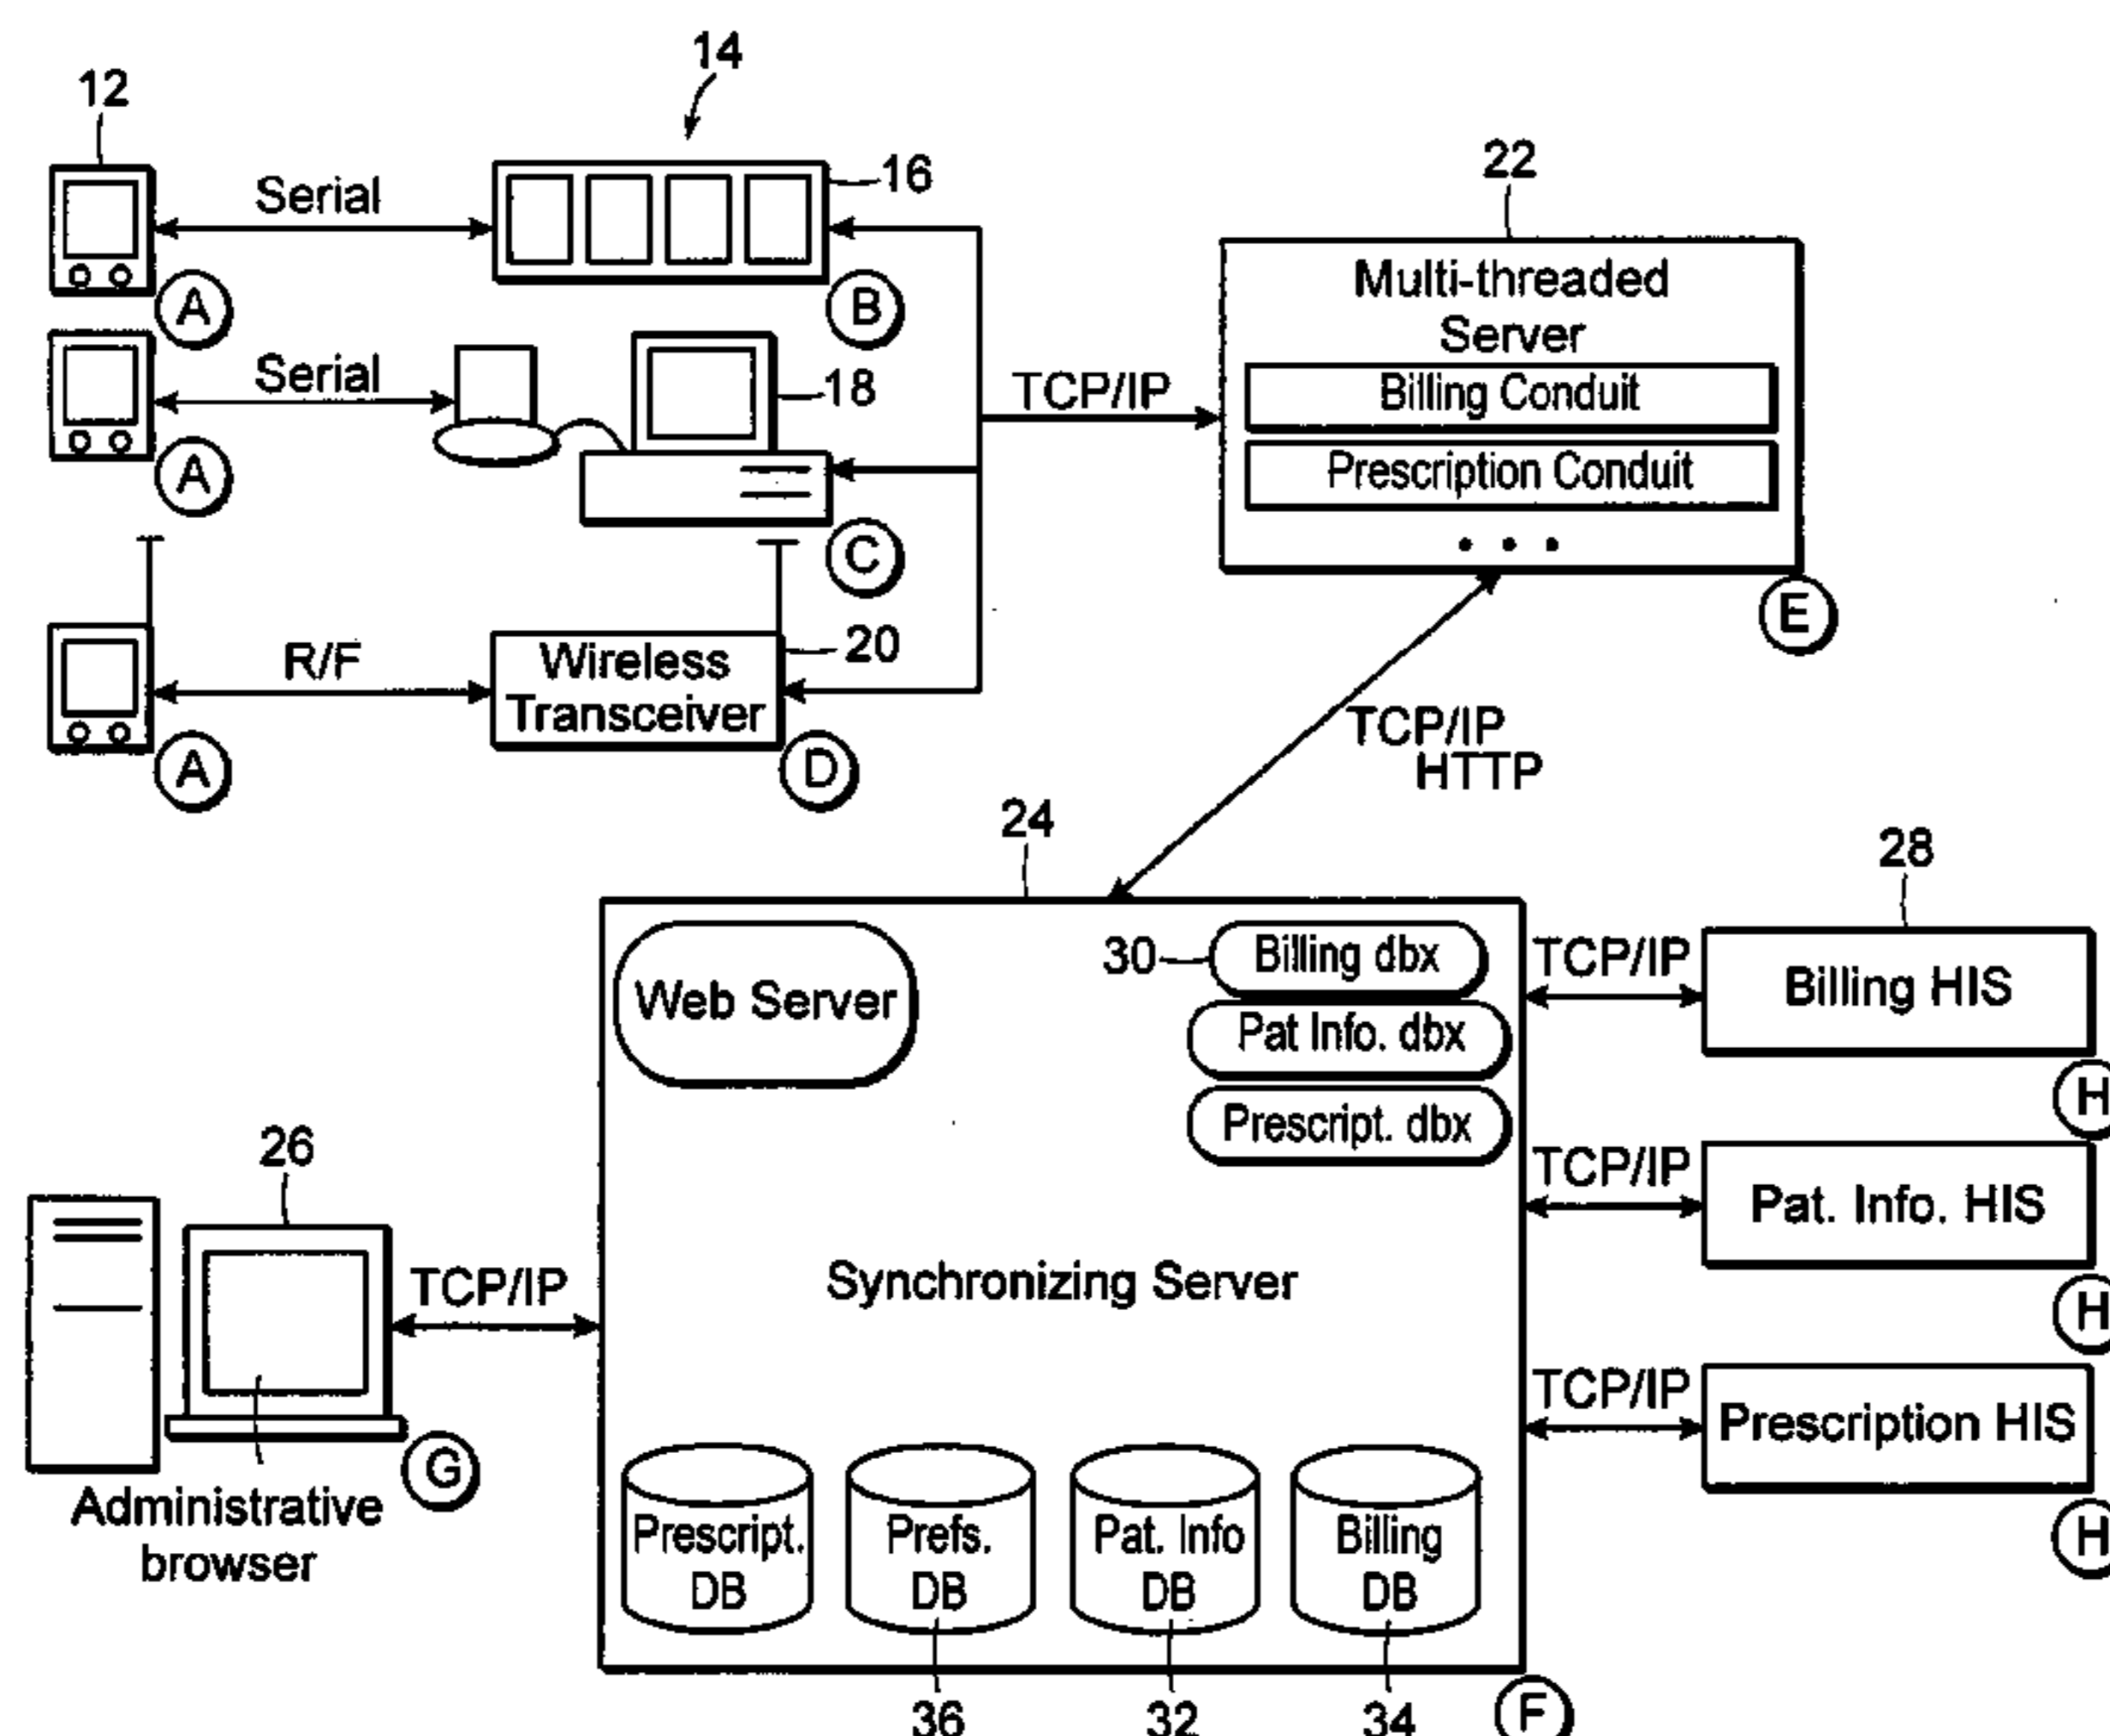 14
12
22
Serial
16
A
B
Multi-threaded
Server
Serial
18
TCP/IP
Billing Conduit
A
Prescription Conduit
C
• • •
E
R/F
Wireless
Transceiver
20
A
D
TCP/IP
HTTP
24
28
Web Server
30
Billing dbx
TCP/IP
Billing HIS
Pat Info. dbx
H
Prescript. dbx
26
TCP/IP
Pat. Info. HIS
H
TCP/IP
Synchronizing Server
TCP/IP
Prescription HIS
H
G
Administrative
browser
Prescript.
DB
Prefs.
DB
Pat. Info
DB
Billing
DB
36
32
34
F